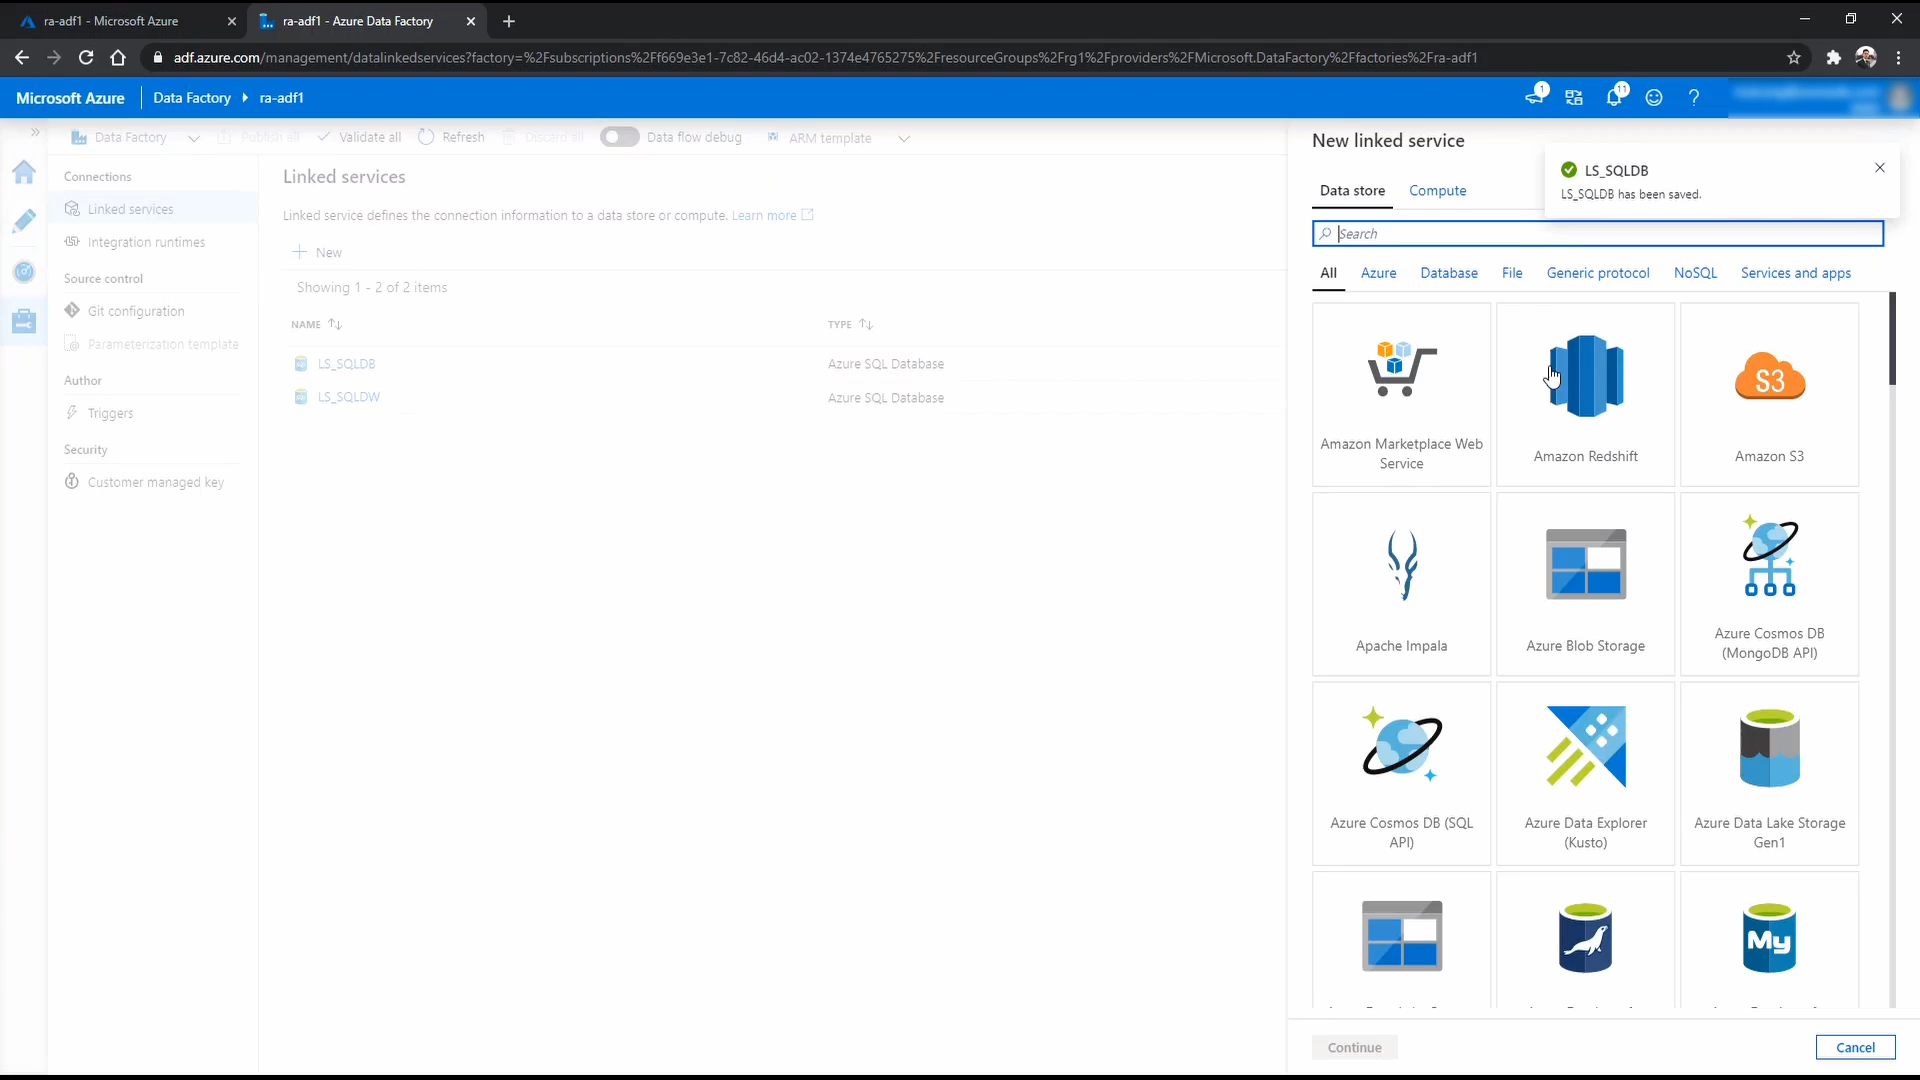 ra-adf1 - Microsoft Azure
ra-adf1 - Azure Data Factory
adf.azure.com/management/datalinkedservices?factory=%2Fsubscriptions%2Ff669e3e1-7c82-46d4-ac02-1374e4765275%2FresourceGroups%2Frg1%2Fproviders%2FMicrosoft.DataFactory%2Ffactories%2Fra-adf1
Microsoft Azure
Data Factory
ra-adf1
1
11
?
Data Factory
Publish all
Validate all
Refresh
Discard all
Data flow debug
ARM template
Connections
Linked services
Integration runtimes
Source control
Git configuration
Parameterization template
Author
Triggers
Security
Customer managed key
Linked services
Linked service defines the connection information to a data store or compute. Learn more
New
Showing 1 - 2 of 2 items
NAME
TYPE
LS_SQLDB
Azure SQL Database
LS_SQLDW
Azure SQL Database
New linked service
LS_SQLDB
LS_SQLDB has been saved.
Data store
Compute
Search
All
Azure
Database
File
Generic protocol
NoSQL
Services and apps
Amazon Marketplace Web
Service
Amazon Redshift
S3
Amazon S3
Apache Impala
Azure Blob Storage
Azure Cosmos DB
(MongoDB API)
Azure Cosmos DB (SQL
API)
Azure Data Explorer
(Kusto)
Azure Data Lake Storage
Gen1
My
Continue
Cancel